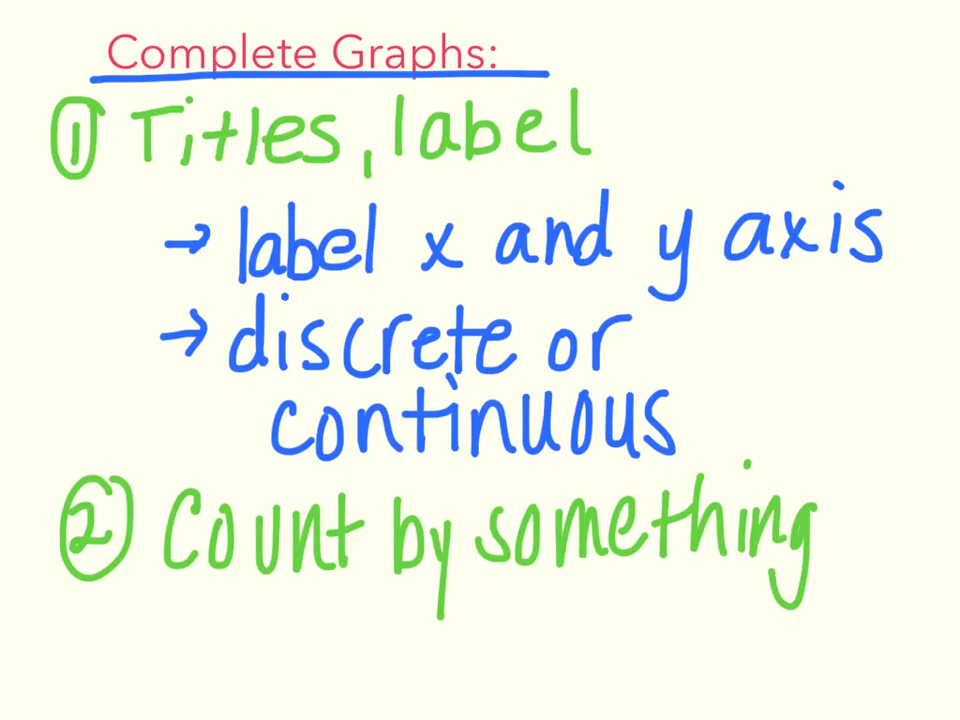 Complete Graphs:
① Titles, label
→ label x and y axis
→ discrete or
continuous
② Count by something